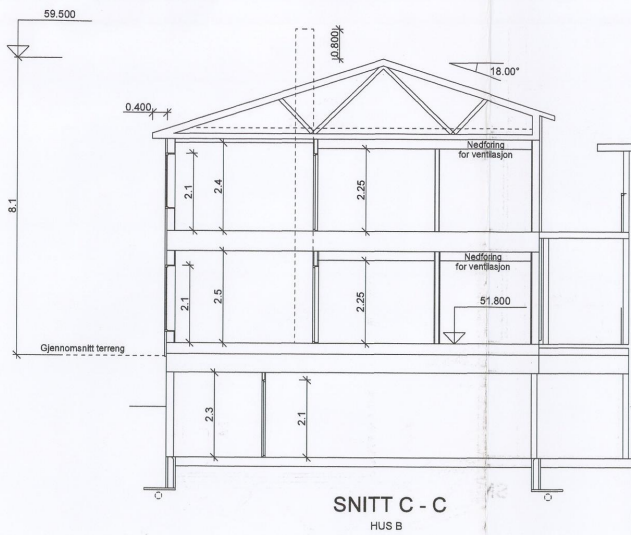 59.500
0.800
18.00°
0.400
Nedforing
for ventilasjon
2.1
2.4
2.25
8.1
Nedforing
for ventilasjon
2.1
2.5
2.25
51.800
Gjennomsnitt terreng
2.3
2.1
SNITT C - C
HUS B